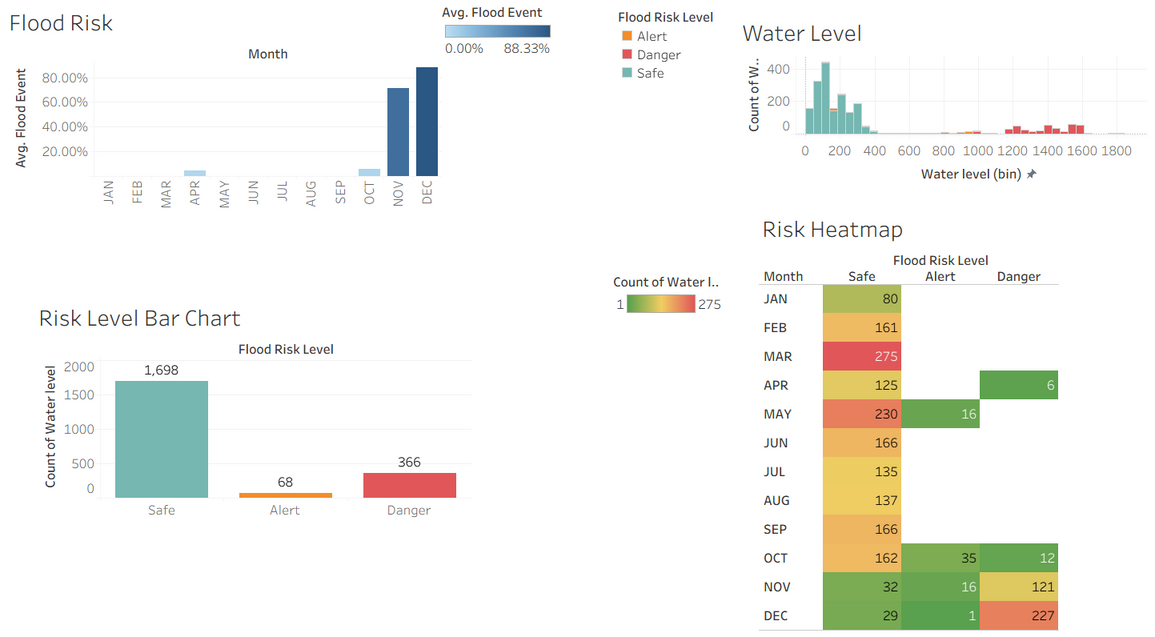 Flood Risk
Avg. Flood Event
0.00% 88.33%
Month
Avg. Flood Event
80.00%
60.00%
40.00%
20.00%
JAN FEB MAR APR MAY JUN JUL AUG SEP OCT NOV DEC
Flood Risk Level
Alert
Danger
Safe
Water Level
Count of W..
400
200
0
0 200 400 600 800 1000 1200 1400 1600 1800
Water level (bin)
Risk Level Bar Chart
Flood Risk Level
Count of Water level
2000
1500
1000
500
0
1,698
68
366
Safe Alert Danger
Count of Water l..
1 275
Risk Heatmap
Flood Risk Level
Month Safe Alert Danger
JAN 80
FEB 161
MAR 275
APR 125 6
MAY 230 16
JUN 166
JUL 135
AUG 137
SEP 166
OCT 162 35 12
NOV 32 16 121
DEC 29 1 227